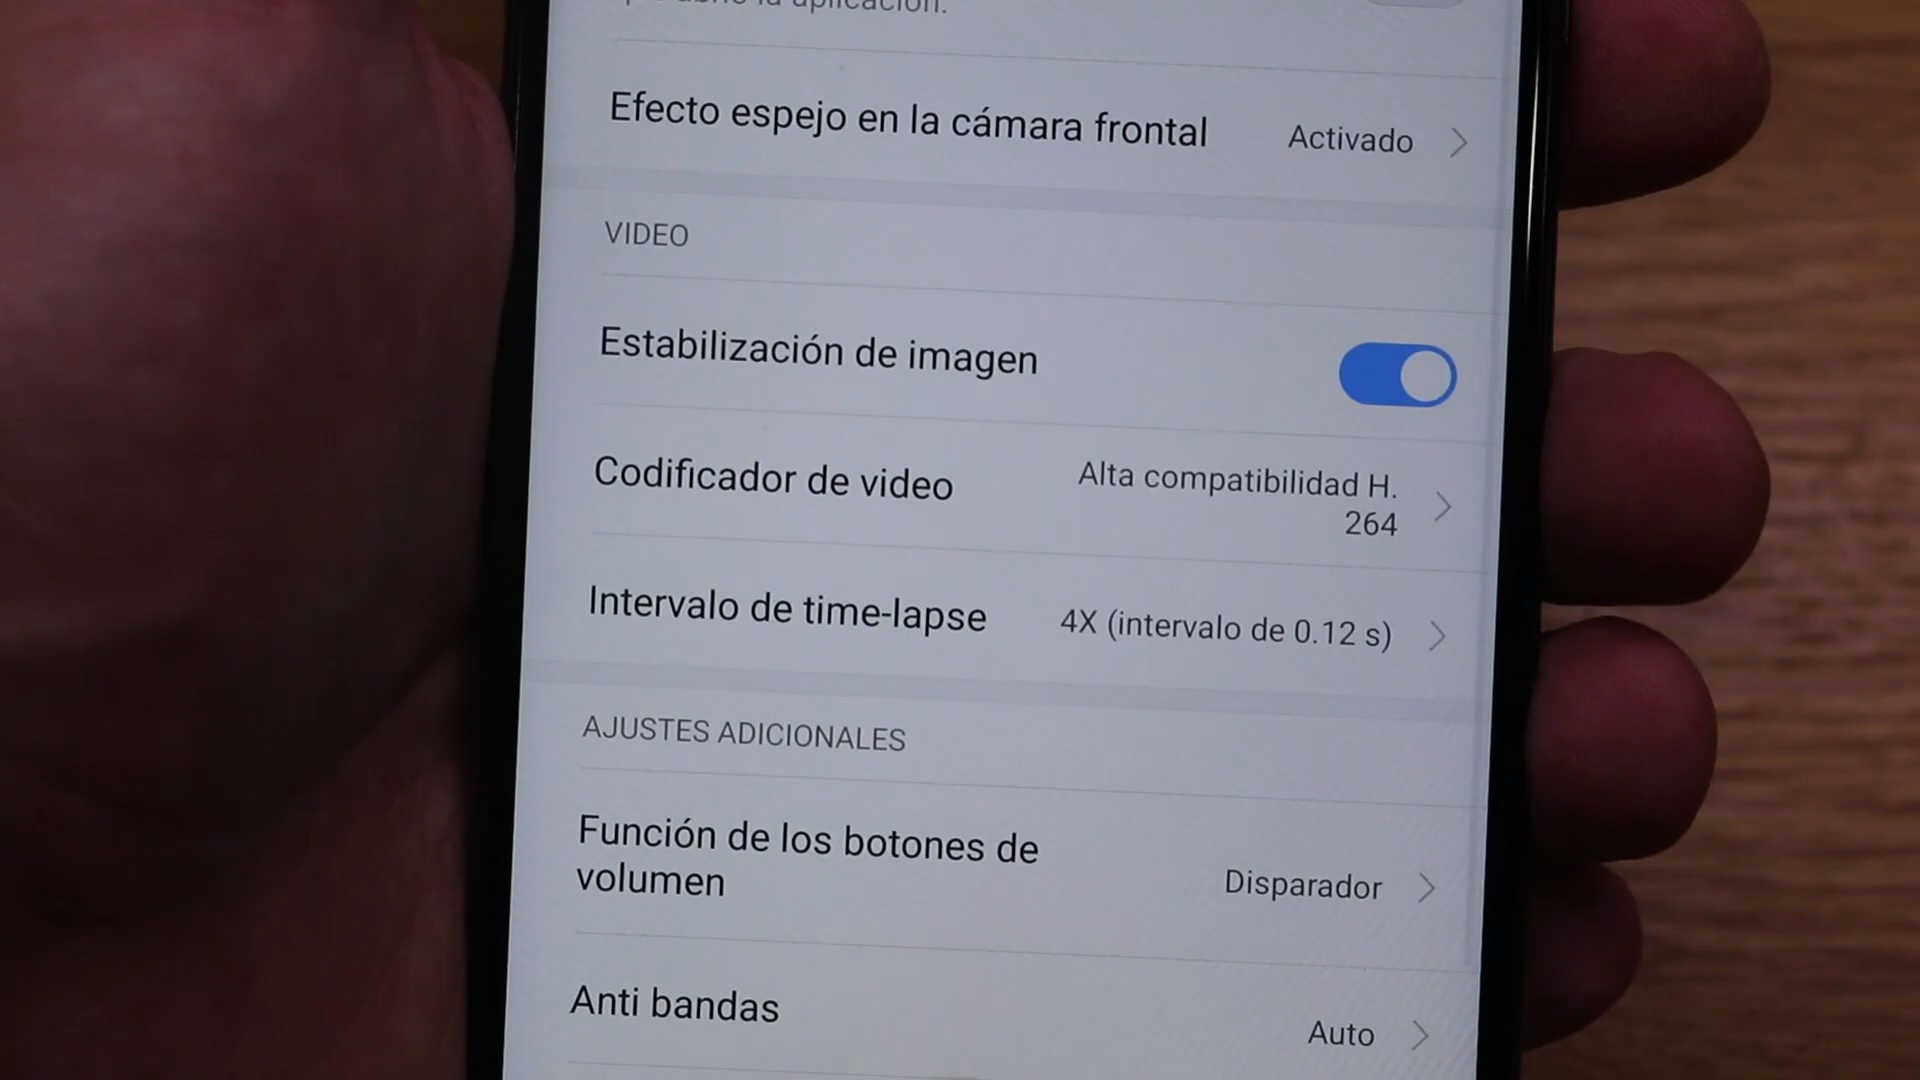 la aplicación.
Efecto espejo en la cámara frontal
Activado
VIDEO
Estabilización de imagen
Codificador de video
Alta compatibilidad H.
264
Intervalo de time-lapse
4X (intervalo de 0.12 s)
AJUSTES ADICIONALES
Función de los botones de
volumen
Disparador
Anti bandas
Auto